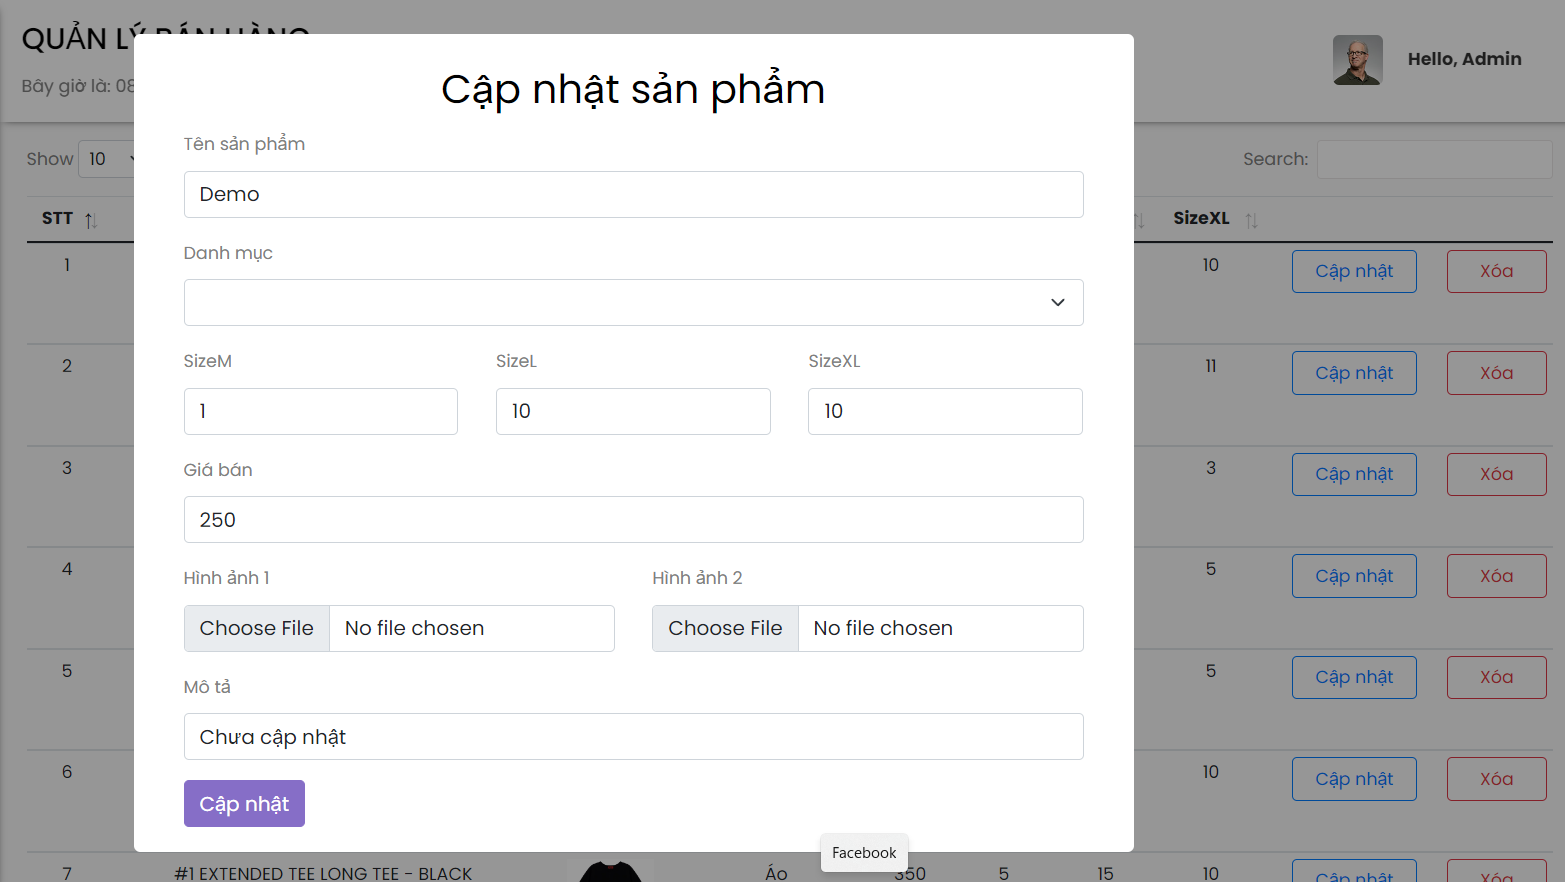 QUẢN LÝ BÁN HÀNG
Bây giờ là: 08
Hello, Admin
Cập nhật sản phẩm
Tên sản phẩm
Demo
Danh mục
SizeM
SizeL
SizeXL
1
10
10
Giá bán
250
Hình ảnh 1
Hình ảnh 2
Choose File No file chosen
Choose File No file chosen
Mô tả
Chưa cập nhật
Cập nhật
Facebook
Show 10
Search:
STT
SizeXL
1 10 Cập nhật Xóa
2 11 Cập nhật Xóa
3 3 Cập nhật Xóa
4 5 Cập nhật Xóa
5 5 Cập nhật Xóa
6 10 Cập nhật Xóa
7 #1 EXTENDED TEE LONG TEE - BLACK Áo 350 5 15 10 Cập nhật Xóa